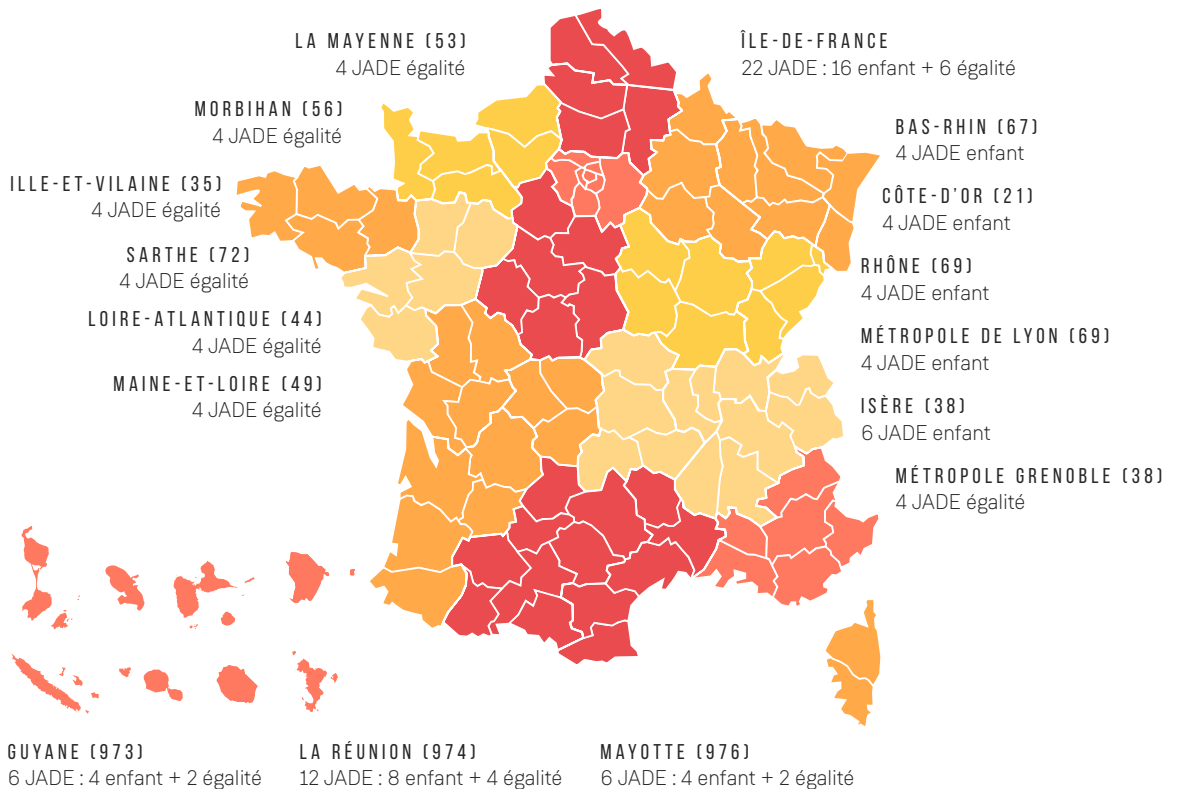 LA MAYENNE (53)
4 JADE égalité
MORBIHAN (56)
4 JADE égalité
ILLE-ET-VILAINE (35)
4 JADE égalité
SARTHE (72)
4 JADE égalité
LOIRE-ATLANTIQUE (44)
4 JADE égalité
MAINE-ET-LOIRE (49)
4 JADE égalité
ÎLE-DE-FRANCE
22 JADE : 16 enfant + 6 égalité
BAS-RHIN (67)
4 JADE enfant
CÔTE-D'OR (21)
4 JADE enfant
RHÔNE (69)
4 JADE enfant
MÉTROPOLE DE LYON (69)
4 JADE enfant
ISÈRE (38)
6 JADE enfant
MÉTROPOLE GRENOBLE (38)
4 JADE égalité
GUYANE (973)
6 JADE : 4 enfant + 2 égalité
LA RÉUNION (974)
12 JADE : 8 enfant + 4 égalité
MAYOTTE (976)
6 JADE : 4 enfant + 2 égalité